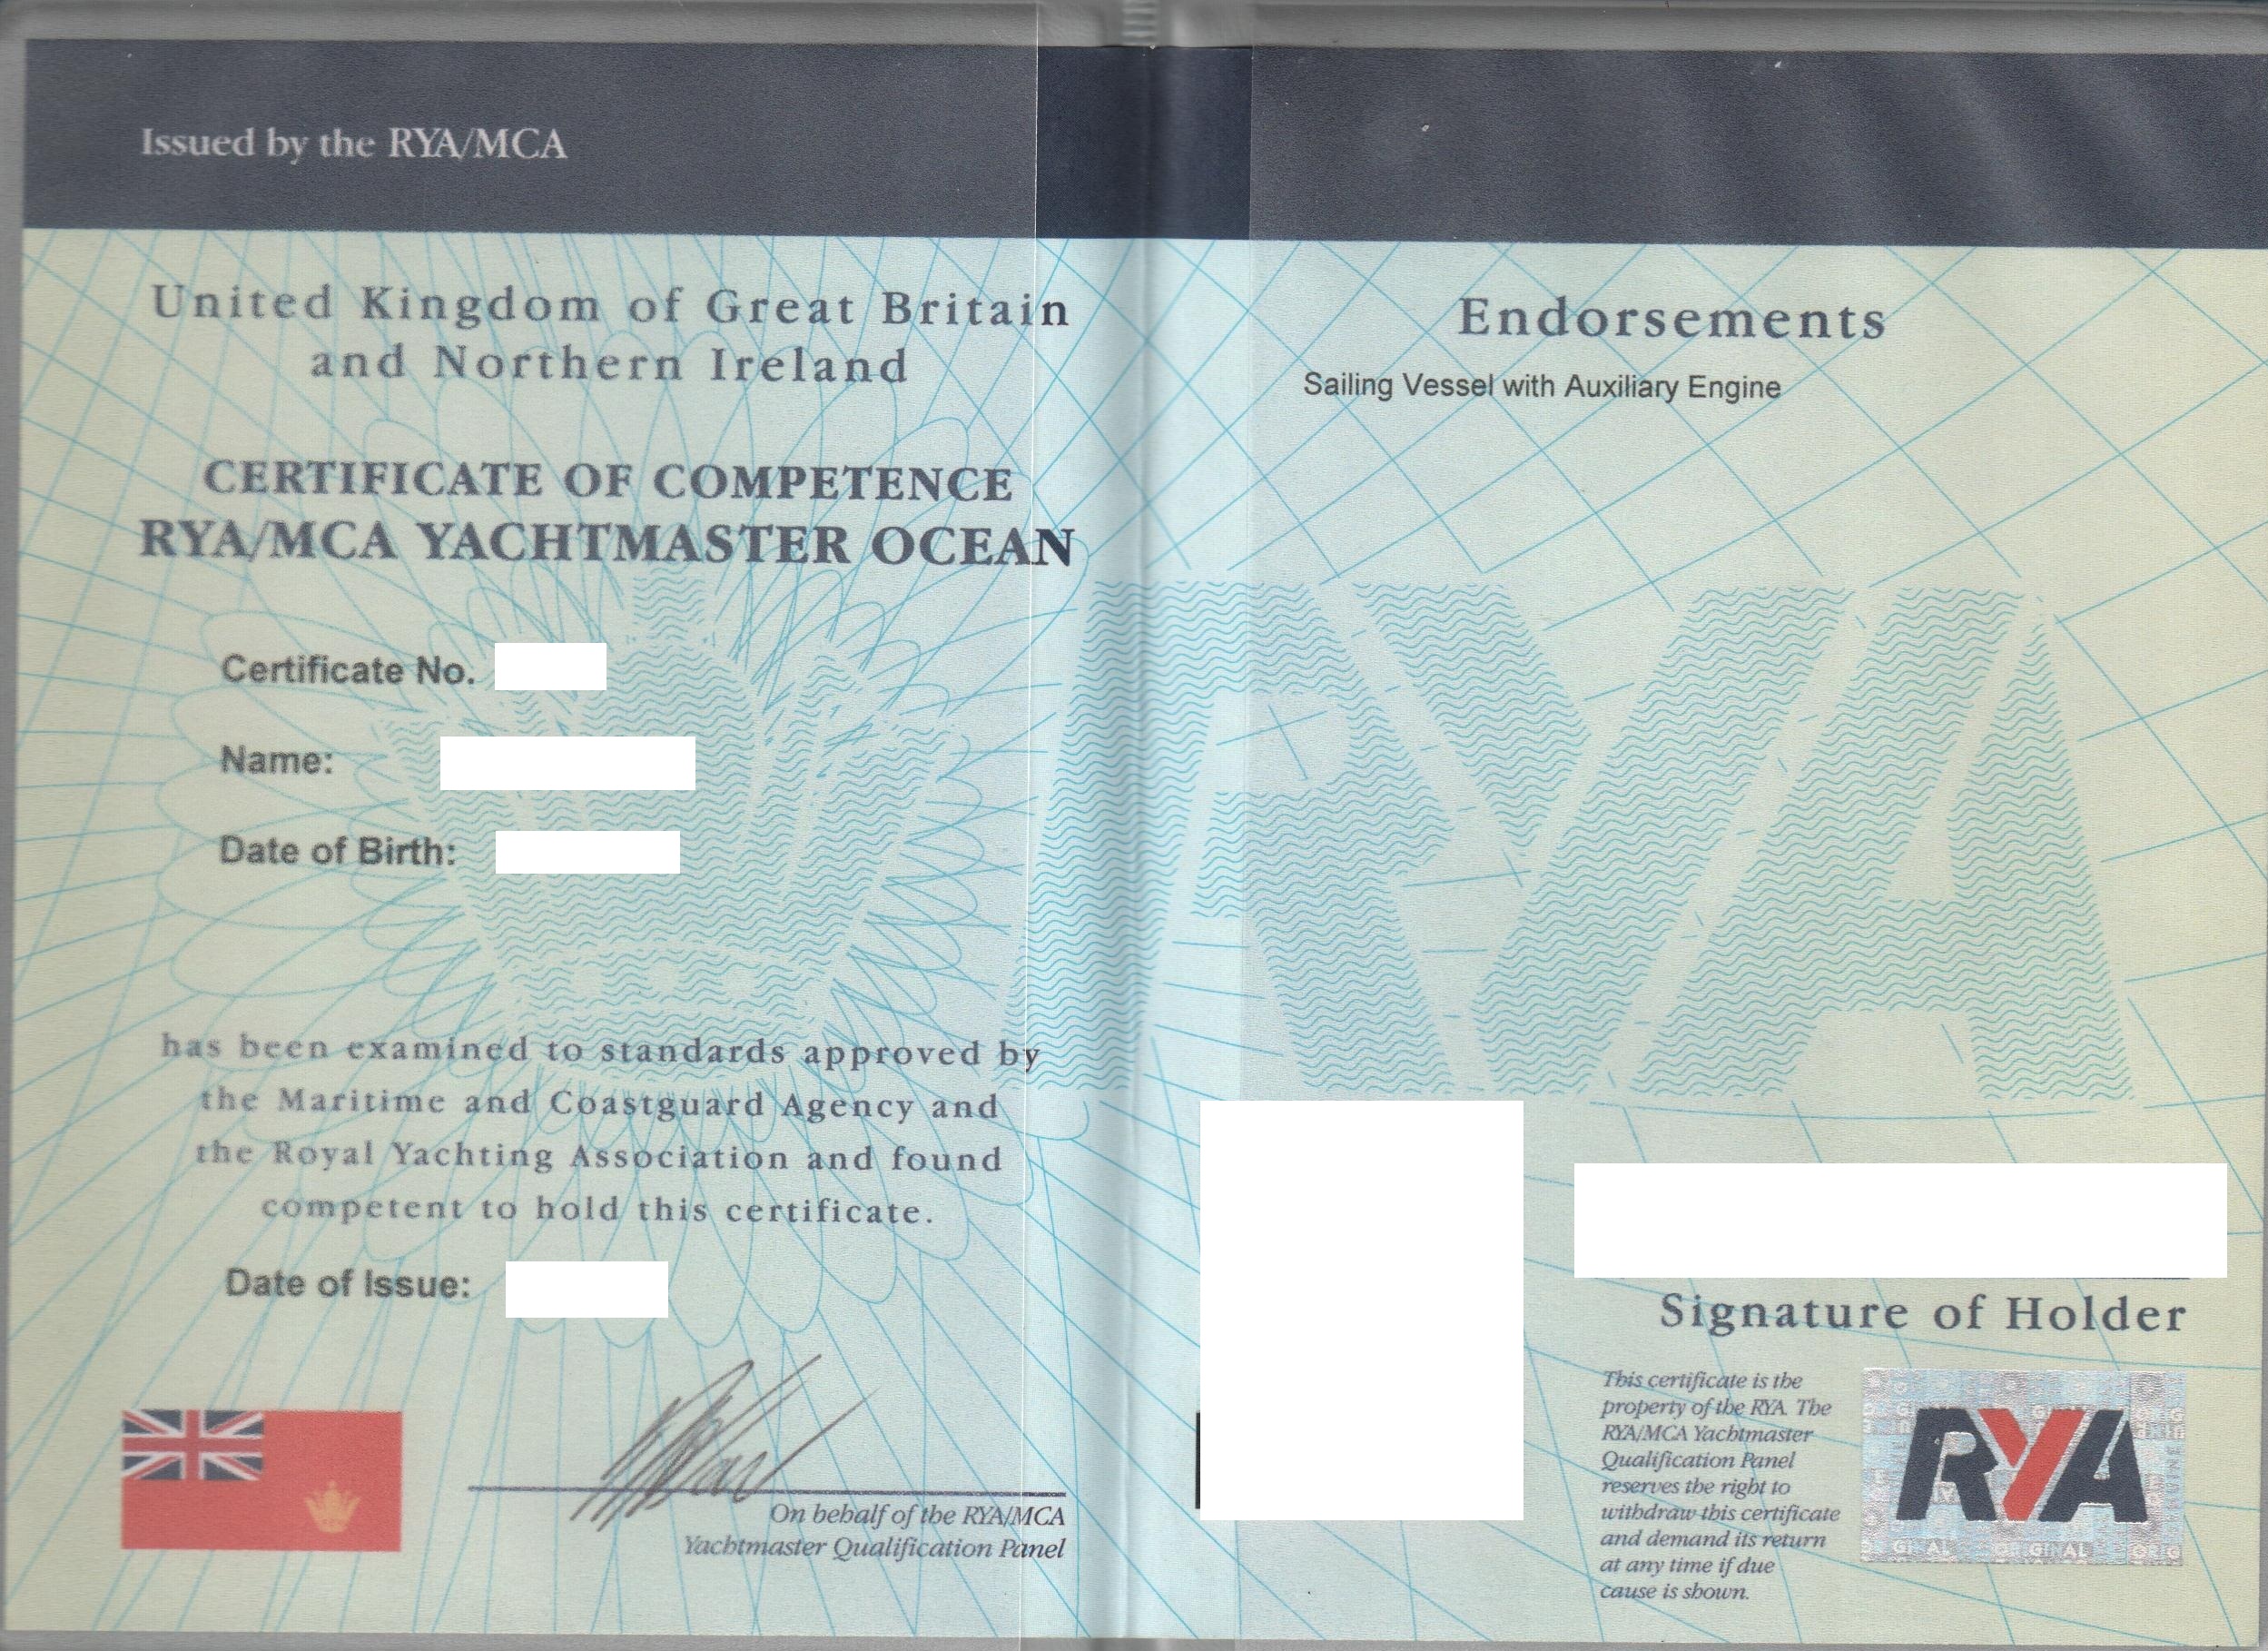 Issued by the RYA/MCA
United Kingdom of Great Britain
and Northern Ireland
CERTIFICATE OF COMPETENCE
RYA/MCA YACHTMASTER OCEAN
Certificate No.
Name:
Date of Birth:
has been examined to standards approved by
the Maritime and Coastguard Agency and
the Royal Yachting Association and found
competent to hold this certificate.
Date of Issue:
On behalf of the RYA/MCA
Yachtmaster Qualification Panel
Endorsements
Sailing Vessel with Auxiliary Engine
RYA
Signature of Holder
This certificate is the
property of the RYA. The
RYA/MCA Yachtmaster
Qualification Panel
reserves the right to
withdraw this certificate
and demand its return
at any time if due
cause is shown.
RYA
ORIGINAL